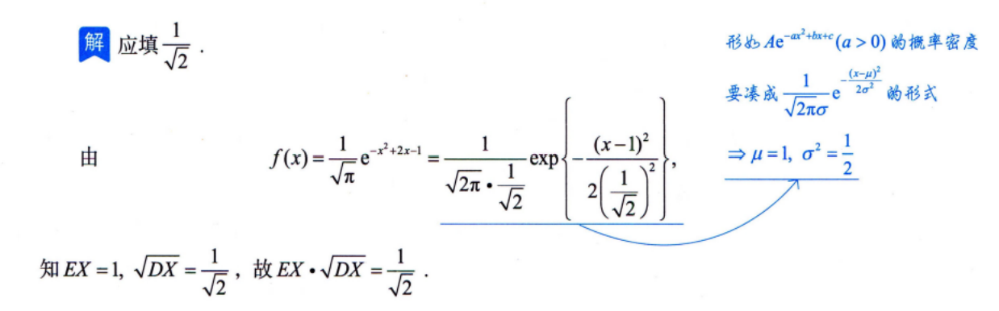 解 应填 $\frac{1}{\sqrt{2}}$ .
形如 $Ae^{-ax^2+bx+c}(a>0)$ 的概率密度
要凑成 $\frac{1}{\sqrt{2\pi}\sigma}e^{-\frac{(x-\mu)^2}{2\sigma^2}}$ 的形式
$\Rightarrow \mu=1, \sigma^2=\frac{1}{2}$
由 $f(x)=\frac{1}{\sqrt{\pi}}e^{-x^2+2x-1}=\frac{1}{\sqrt{2\pi}\cdot\frac{1}{\sqrt{2}}}\exp\left\{-\frac{(x-1)^2}{2\left(\frac{1}{\sqrt{2}}\right)^2}\right\},$
知 $EX=1, \sqrt{DX}=\frac{1}{\sqrt{2}}$ , 故 $EX\cdot\sqrt{DX}=\frac{1}{\sqrt{2}}$ .